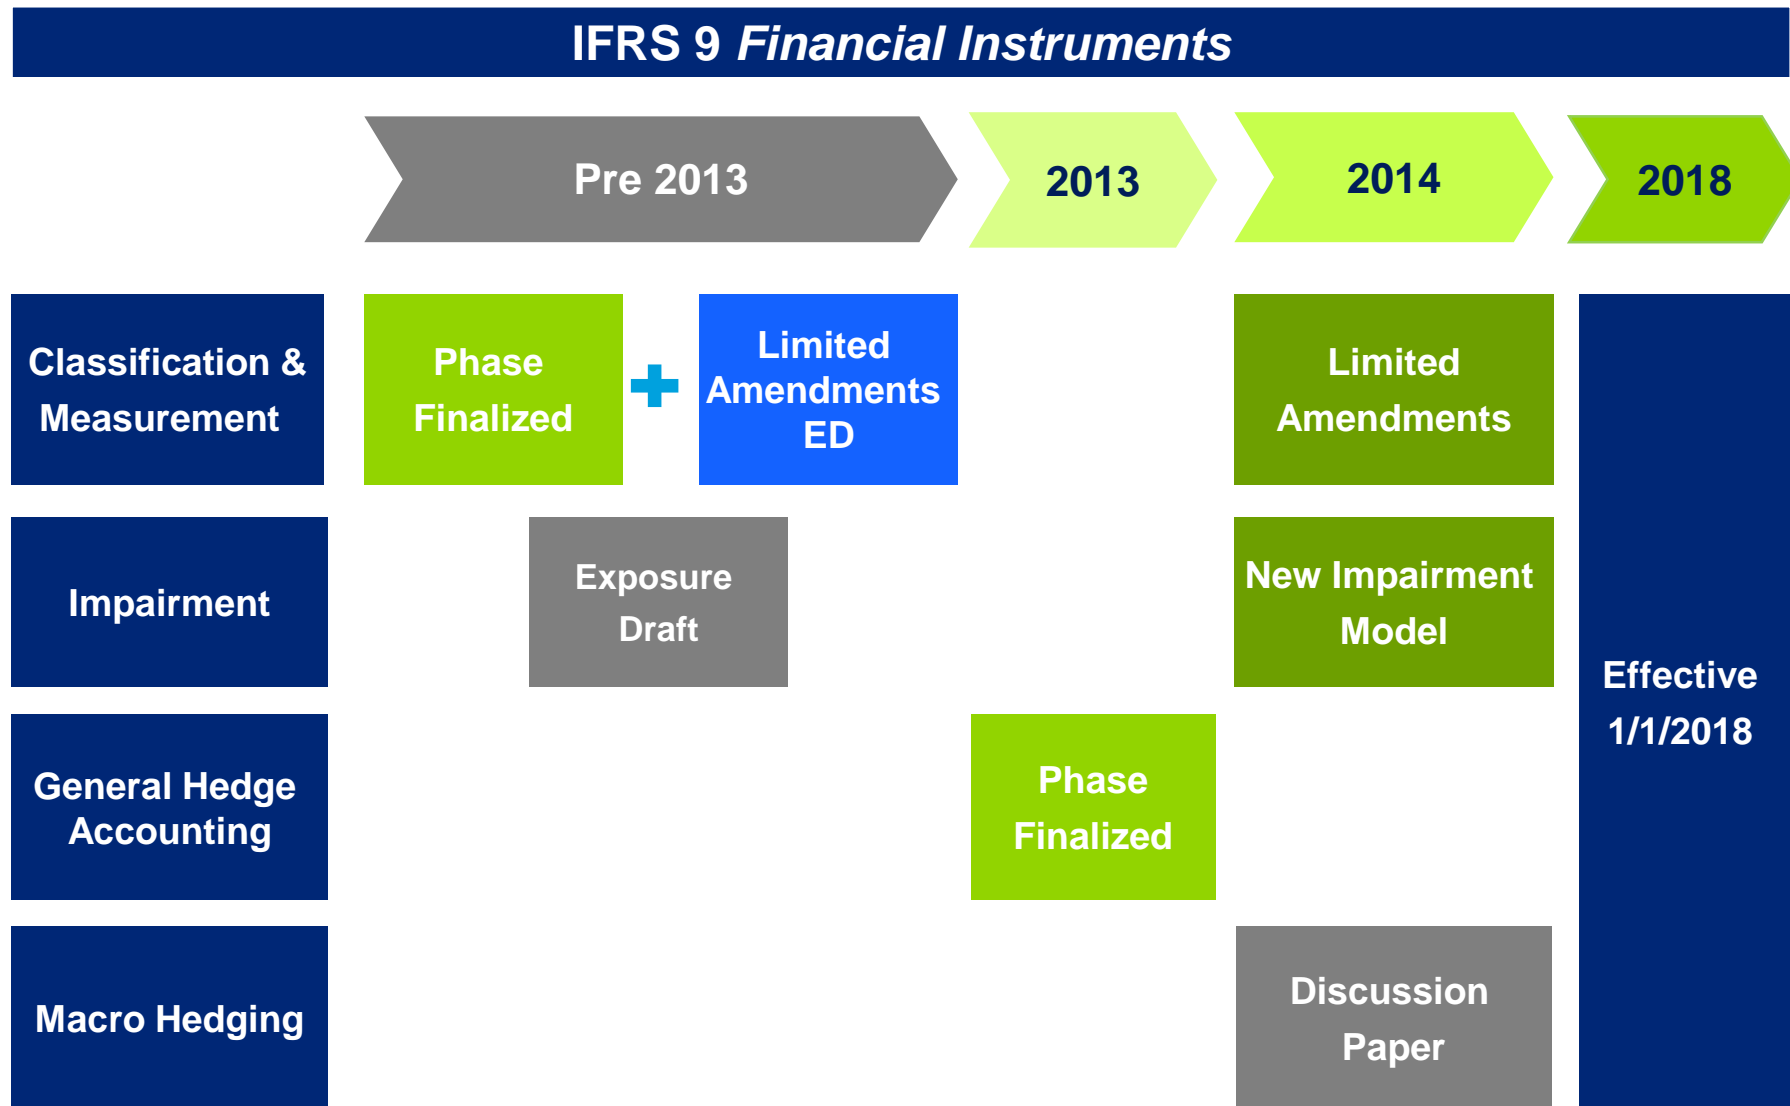 IFRS 9 Financial Instruments
Pre 2013
2013
2014
2018
Classification &
Measurement
Phase
Finalized
Limited
Amendments
ED
Limited
Amendments
Impairment
Exposure
Draft
New Impairment
Model
Effective
1/1/2018
General Hedge
Accounting
Phase
Finalized
Macro Hedging
Discussion
Paper